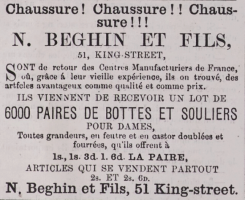 Chaussure! Chaussure!! Chaus-
sure!!!
N. BEGHIN ET FILS,
51, KING-STREET,
SONT de retour des Centres Manufacturiers de France,
où, grâce à leur vieille expérience, ils on trouvé, des
articles avantageux comme qualité et comme prix.
ILS VIENNENT DE RECEVOIR UN LOT DE
6000 PAIRES DE BOTTES ET SOULIERS
POUR DAMES,
Toutes grandeurs, en feutre et en castor doublées et
fourrées, qu'ils offrent à
1s., 1s. 3d. 1. 6d. LA PAIRE,
ARTICLES QUI SE VENDENT PARTOUT
2s. ET 2s. 6D.
N. Beghin et Fils, 51 King-street.